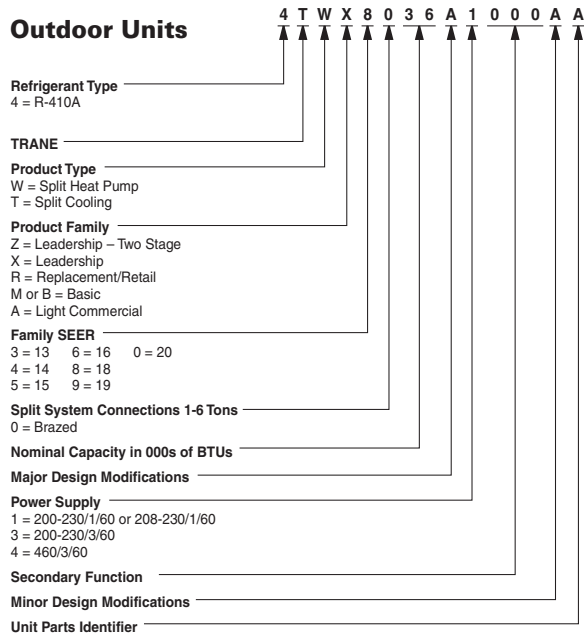 Outdoor Units
4 T W X 8 0 3 6 A 1 0 0 0 A A
Refrigerant Type
4 = R-410A
TRANE
Product Type
W = Split Heat Pump
T = Split Cooling
Product Family
Z = Leadership – Two Stage
X = Leadership
R = Replacement/Retail
M or B = Basic
A = Light Commercial
Family SEER
3 = 13 6 = 16 0 = 20
4 = 14 8 = 18
5 = 15 9 = 19
Split System Connections 1-6 Tons
0 = Brazed
Nominal Capacity in 000s of BTUs
Major Design Modifications
Power Supply
1 = 200-230/1/60 or 208-230/1/60
3 = 200-230/3/60
4 = 460/3/60
Secondary Function
Minor Design Modifications
Unit Parts Identifier